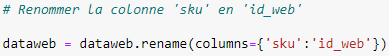 # Renommer la colonne 'sku' en 'id_web'
dataweb = dataweb.rename(columns={'sku':'id_web'})